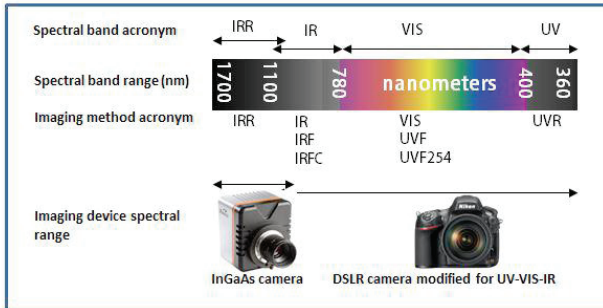 Spectral band acronym IRR IR VIS UV
Spectral band range (nm) 1700 1100 780 nanometers 400 360
Imaging method acronym IRR IR VIS UVR
IRF UVF
IRFC UVF254
Imaging device spectral
range
Nikon
InGaAs camera DSLR camera modified for UV-VIS-IR